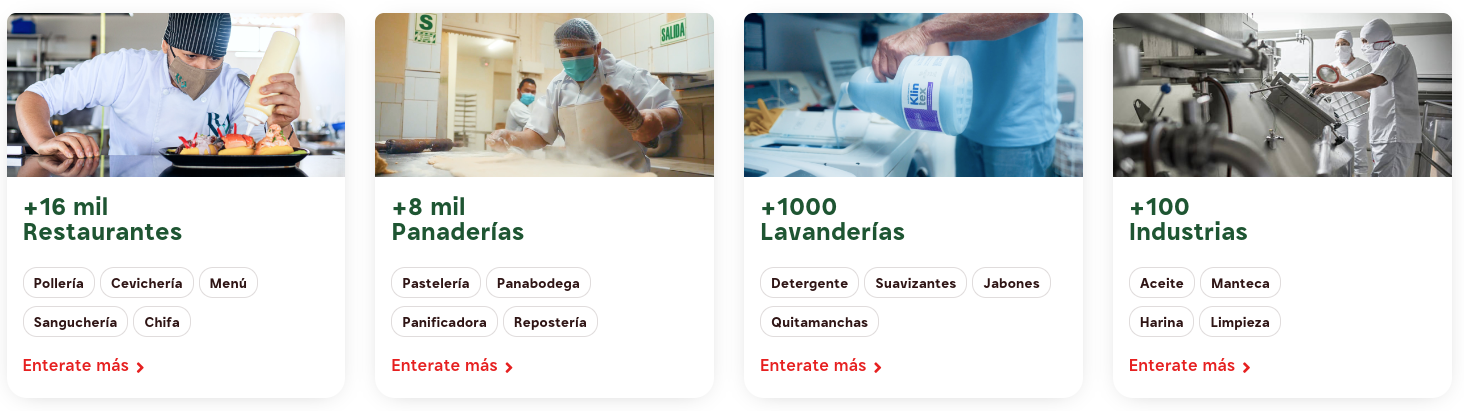 S
SALIDA
Klin
tex
+16 mil
Restaurantes
Pollería Cevichería Menú
Sanguchería Chifa
Enterate más
+8 mil
Panaderías
Pastelería Panabodega
Panificadora Repostería
Enterate más
+1000
Lavanderías
Detergente Suavizantes Jabones
Quitamanchas
Enterate más
+100
Industrias
Aceite Manteca
Harina Limpieza
Enterate más